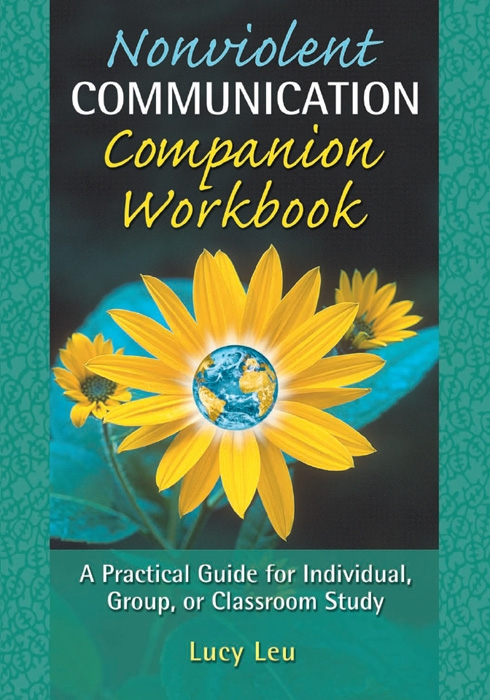 Nonviolent
COMMUNICATION
Companion
Workbook
A Practical Guide for Individual,
Group, or Classroom Study
Lucy Leu